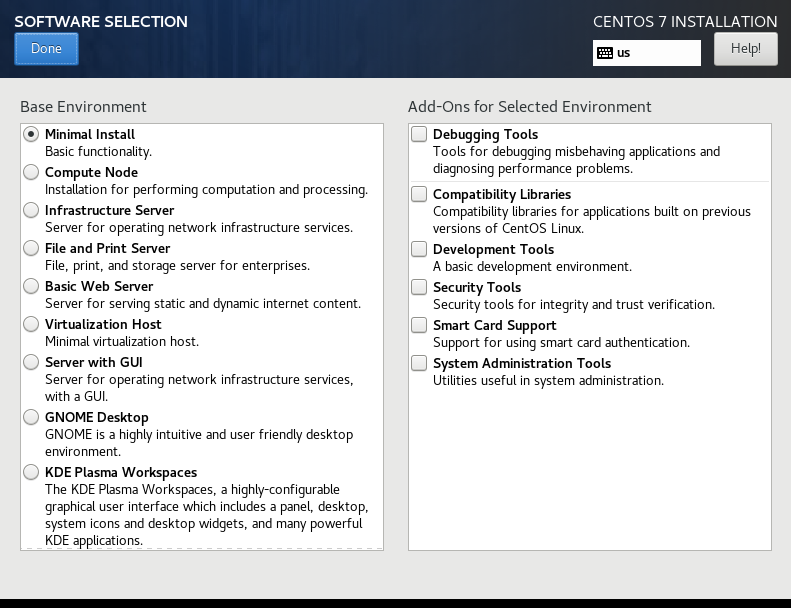 SOFTWARE SELECTION
CENTOS 7 INSTALLATION
Done
us
Help!
Base Environment
Minimal Install
Basic functionality.
Compute Node
Installation for performing computation and processing.
Infrastructure Server
Server for operating network infrastructure services.
File and Print Server
File, print, and storage server for enterprises.
Basic Web Server
Server for serving static and dynamic internet content.
Virtualization Host
Minimal virtualization host.
Server with GUI
Server for operating network infrastructure services,
with a GUI.
GNOME Desktop
GNOME is a highly intuitive and user friendly desktop
environment.
KDE Plasma Workspaces
The KDE Plasma Workspaces, a highly-configurable
graphical user interface which includes a panel, desktop,
system icons and desktop widgets, and many powerful
KDE applications.
Add-Ons for Selected Environment
Debugging Tools
Tools for debugging misbehaving applications and
diagnosing performance problems.
Compatibility Libraries
Compatibility libraries for applications built on previous
versions of CentOS Linux.
Development Tools
A basic development environment.
Security Tools
Security tools for integrity and trust verification.
Smart Card Support
Support for using smart card authentication.
System Administration Tools
Utilities useful in system administration.